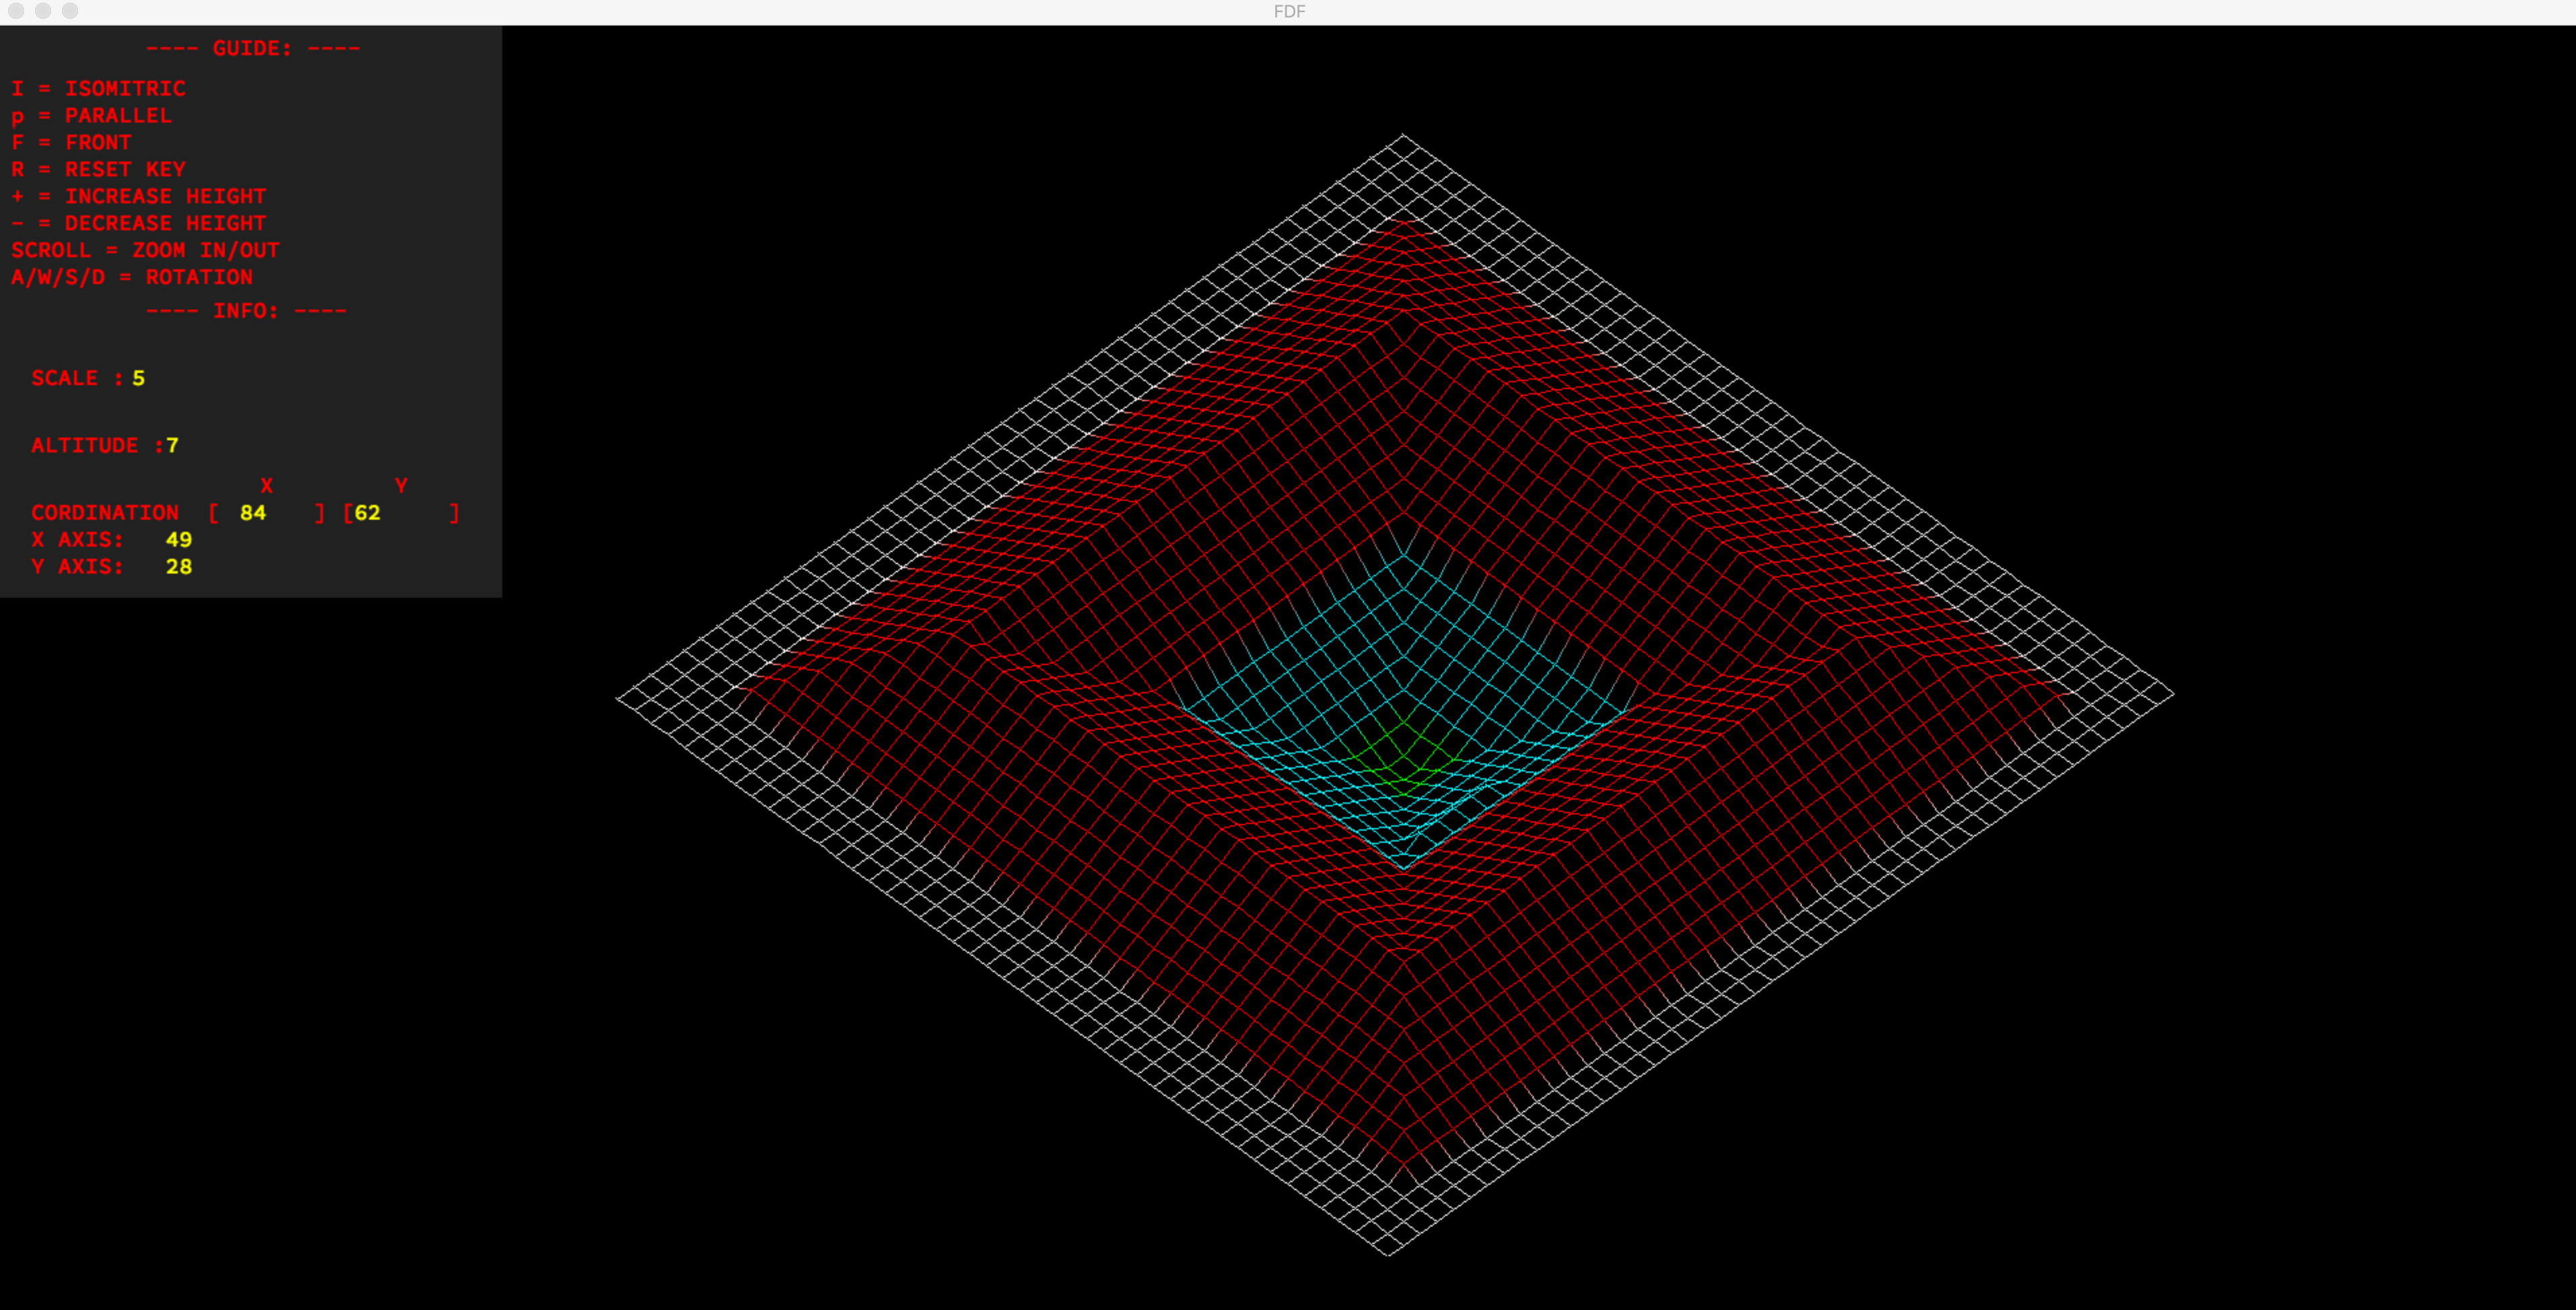 FDF
---- GUIDE: ----
I = ISOMITRIC
p = PARALLEL
F = FRONT
R = RESET KEY
+ = INCREASE HEIGHT
- = DECREASE HEIGHT
SCROLL = ZOOM IN/OUT
A/W/S/D = ROTATION
---- INFO: ----
SCALE : 5
ALTITUDE :7
X Y
CORDINATION [ 84 ] [62 ]
X AXIS: 49
Y AXIS: 28